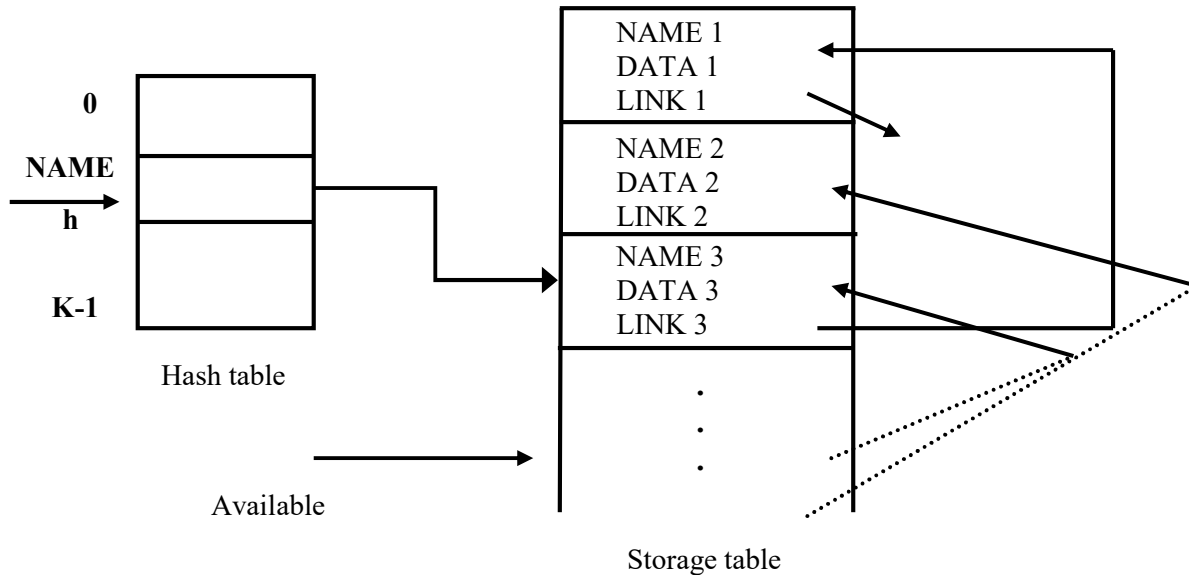 0
NAME
h
K-1
Hash table
Available
NAME 1
DATA 1
LINK 1
NAME 2
DATA 2
LINK 2
NAME 3
DATA 3
LINK 3
.
.
.
Storage table